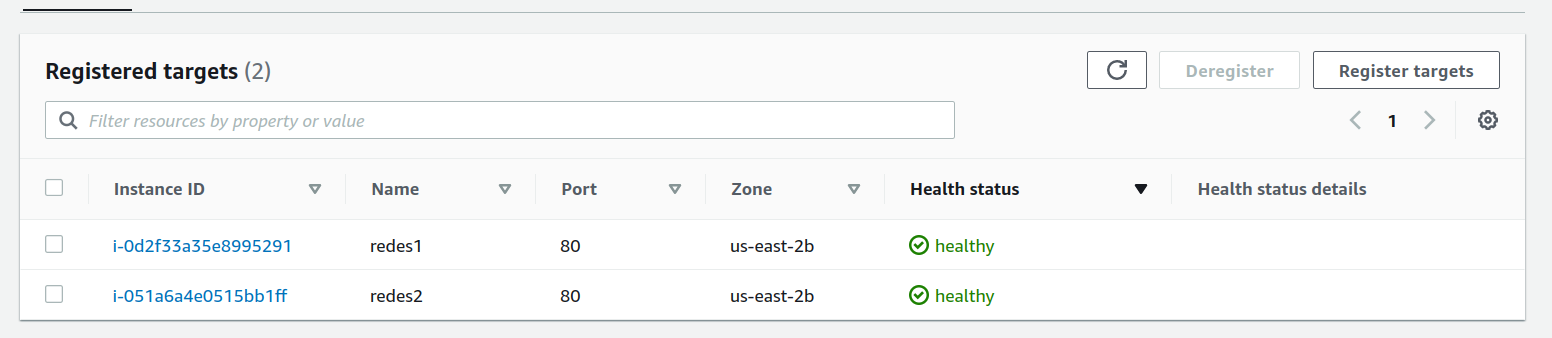 Registered targets (2)
Deregister
Register targets
Filter resources by property or value
1
Instance ID Name Port Zone Health status Health status details
i-0d2f33a35e8995291 redes1 80 us-east-2b healthy
i-051a6a4e0515bb1ff redes2 80 us-east-2b healthy